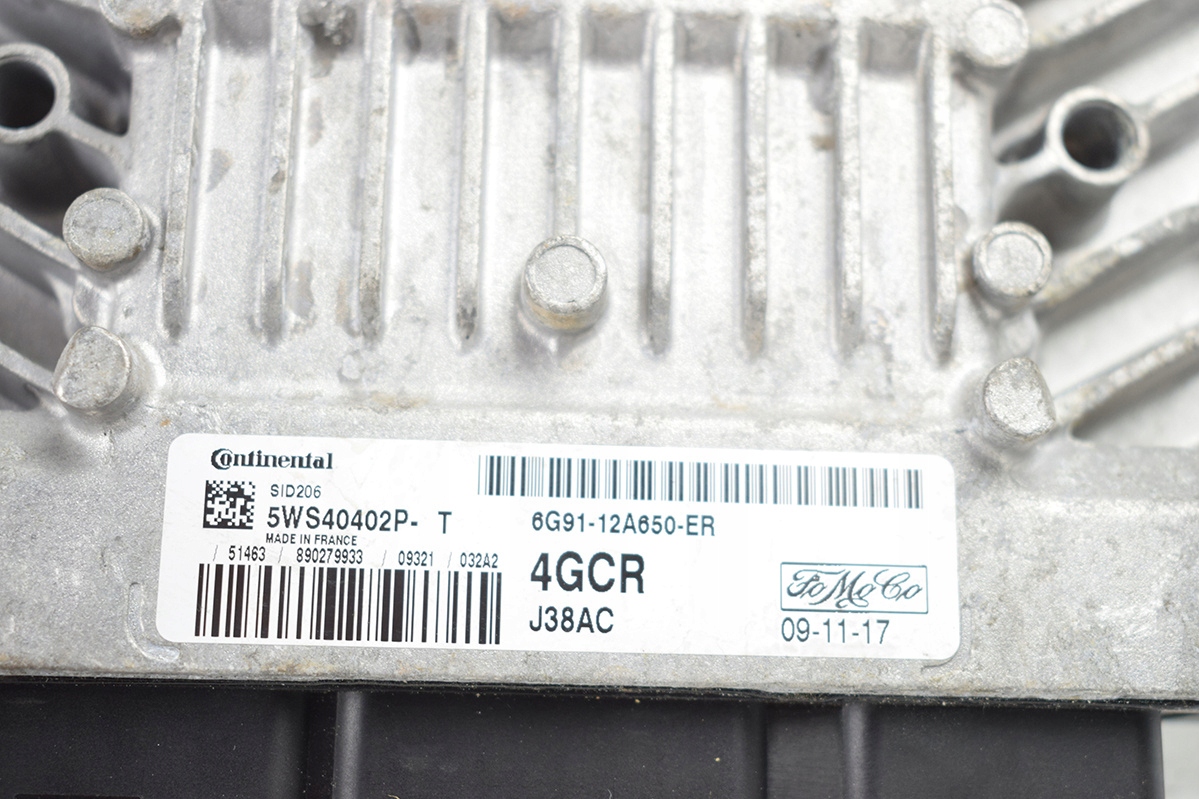 Continental
SID206
5WS40402P- T
MADE IN FRANCE
/ 51463 / 890279933 / 09321 / 032A2
6G91-12A650-ER
4GCR
J38AC
FoMoCo
09-11-17